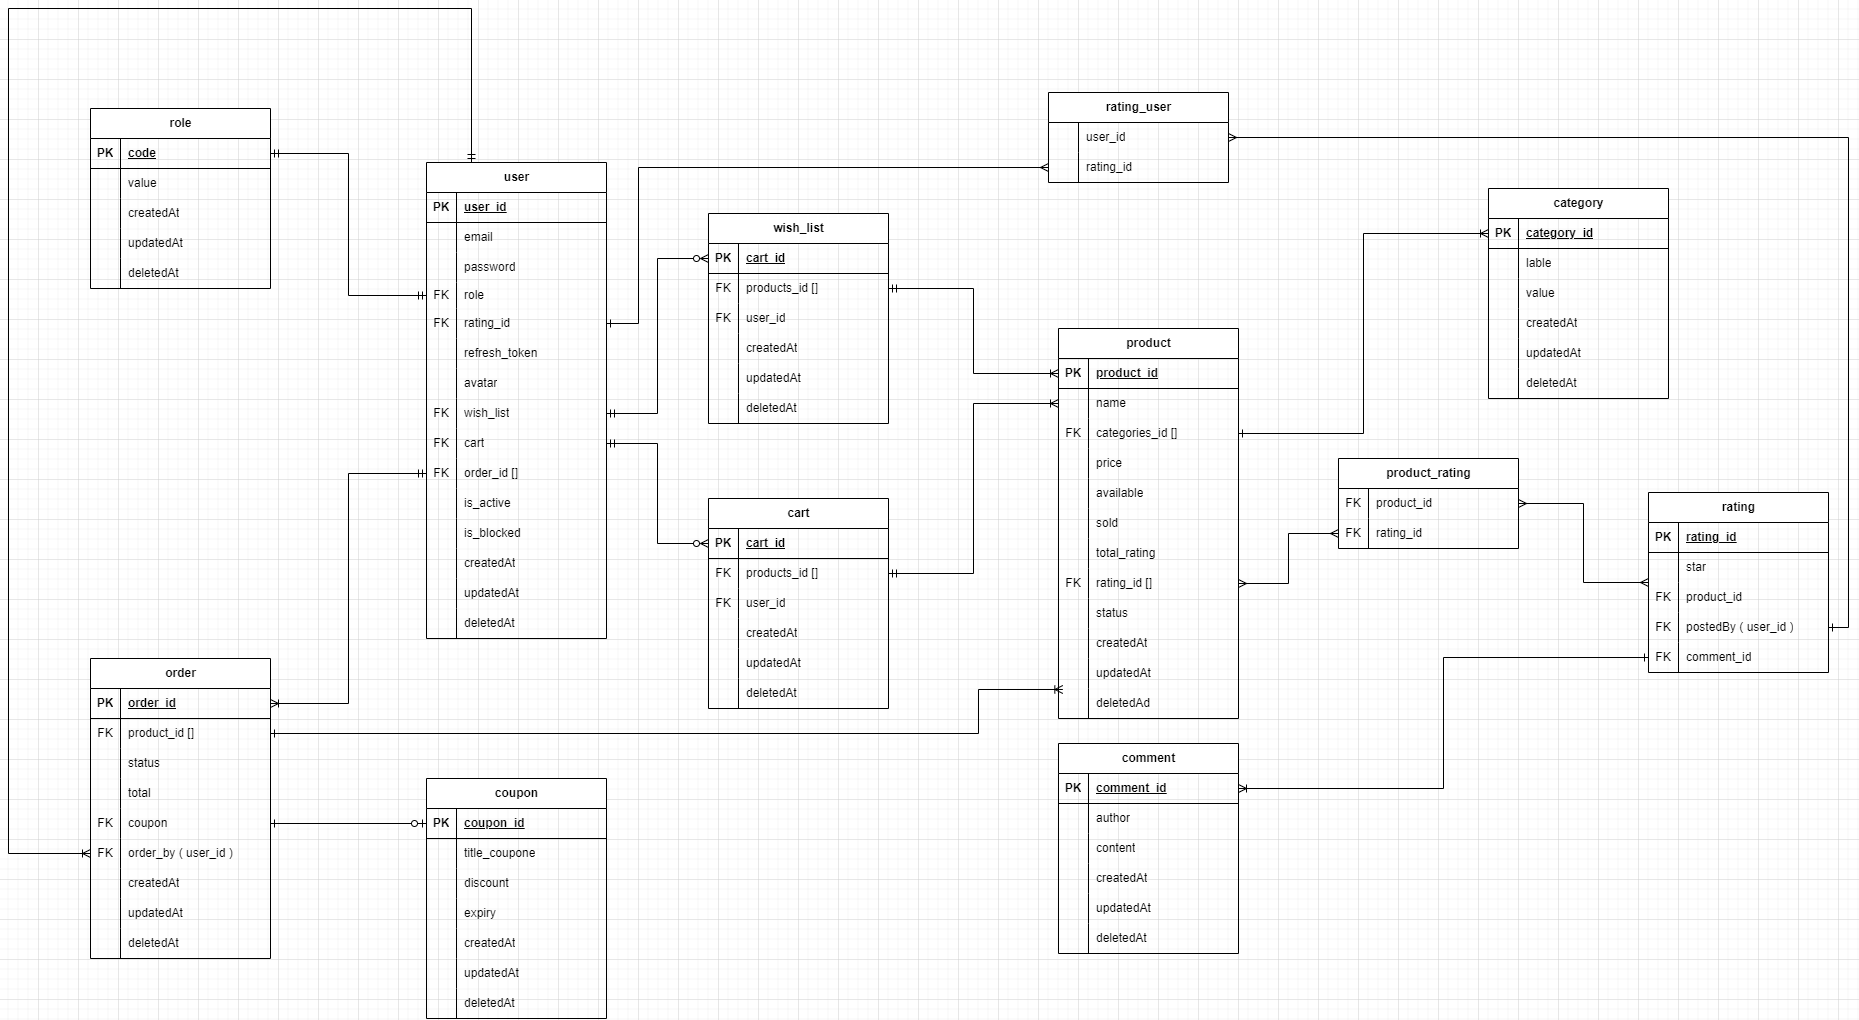 role
PK code
value
createdAt
updatedAt
deletedAt
user
PK user_id
email
password
FK role
FK rating_id
refresh_token
avatar
FK wish_list
FK cart
FK order_id []
is_active
is_blocked
createdAt
updatedAt
deletedAt
wish_list
PK cart_id
FK products_id []
FK user_id
createdAt
updatedAt
deletedAt
cart
PK cart_id
FK products_id []
FK user_id
createdAt
updatedAt
deletedAt
rating_user
user_id
rating_id
product
PK product_id
name
FK categories_id []
price
available
sold
total_rating
FK rating_id []
status
createdAt
updatedAt
deletedAd
category
PK category_id
lable
value
createdAt
updatedAt
deletedAt
product_rating
FK product_id
FK rating_id
rating
PK rating_id
star
FK product_id
FK postedBy ( user_id )
FK comment_id
order
PK order_id
FK product_id []
status
total
FK coupon
FK order_by ( user_id )
createdAt
updatedAt
deletedAt
coupon
PK coupon_id
title_coupone
discount
expiry
createdAt
updatedAt
deletedAt
comment
PK comment_id
author
content
createdAt
updatedAt
deletedAt